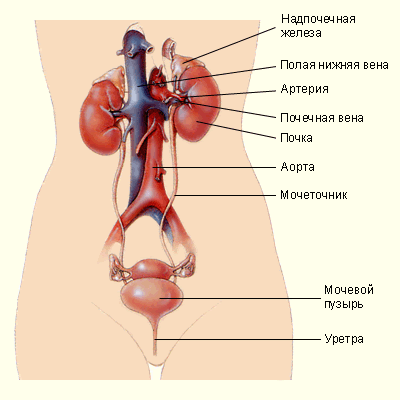 Надпочечная
железа
Полая нижняя вена
Артерия
Почечная вена
Почка
Аорта
Мочеточник
Мочевой
пузырь
Уретра